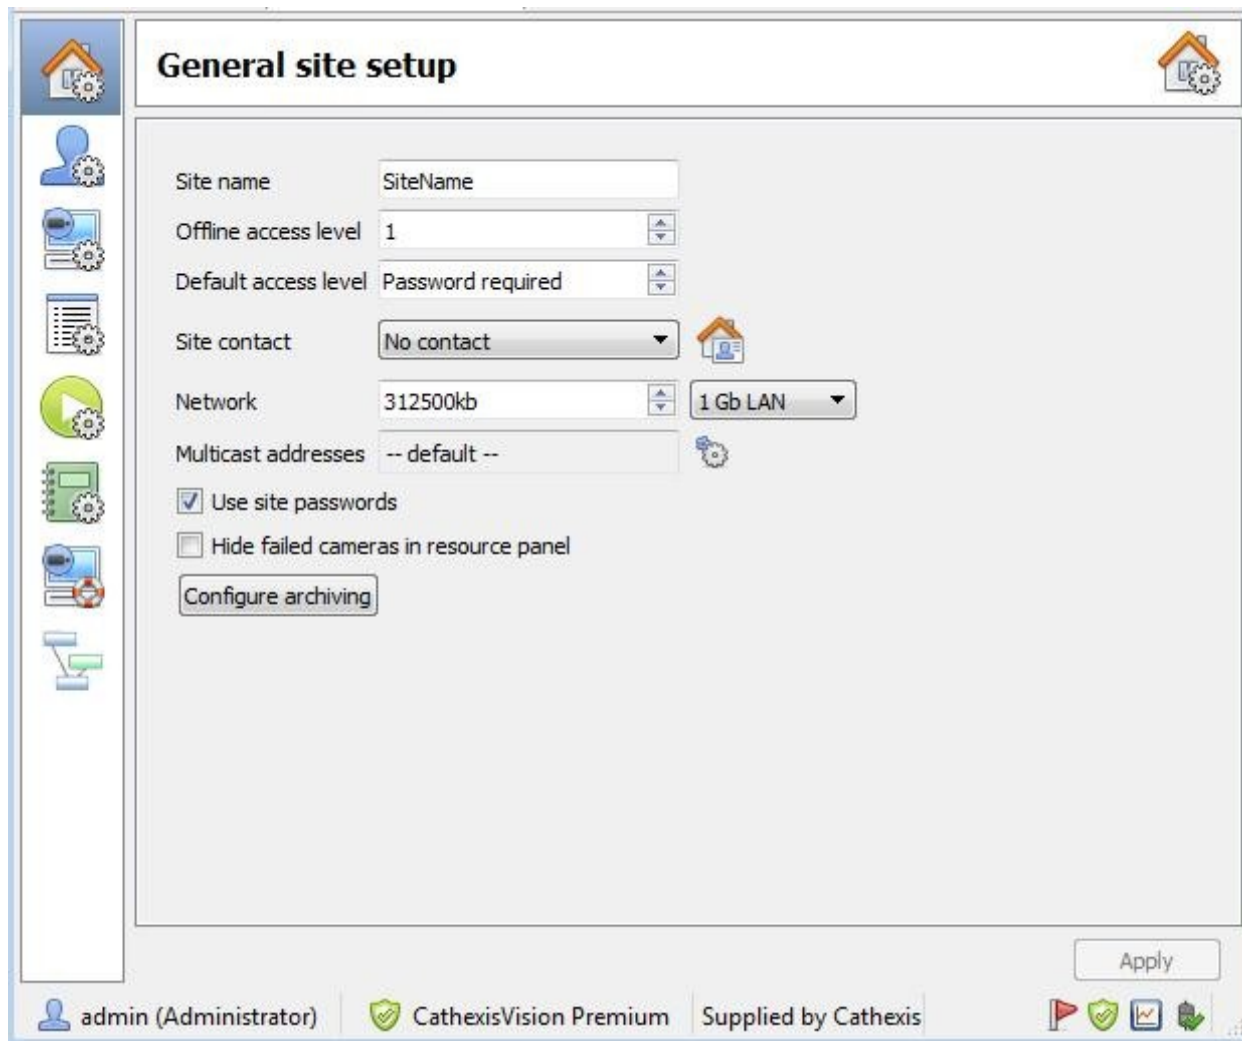 General site setup
Site name SiteName
Offline access level 1
Default access level Password required
Site contact No contact
Network 312500kb 1 Gb LAN
Multicast addresses -- default --
Use site passwords
Hide failed cameras in resource panel
Configure archiving
Apply
admin (Administrator) CathexisVision Premium Supplied by Cathexis